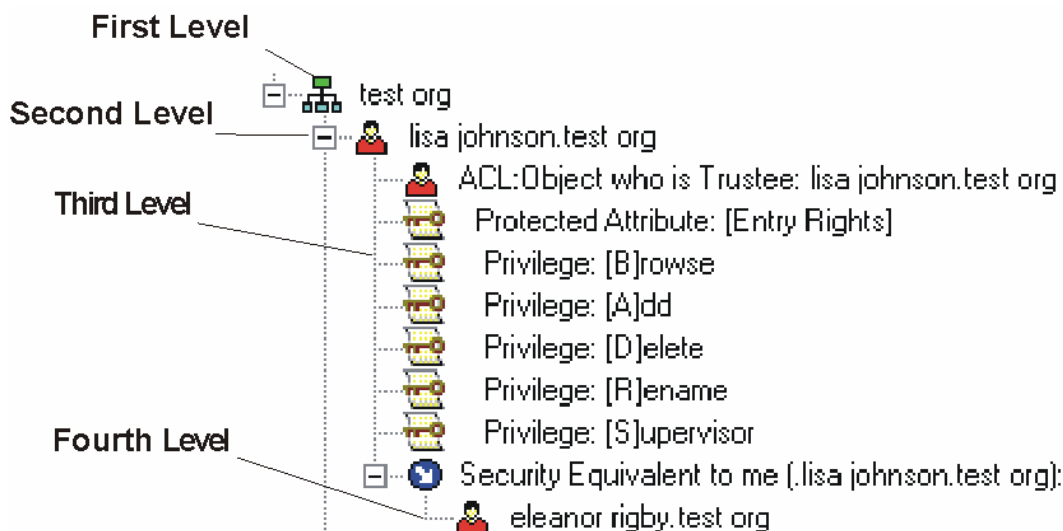 First Level
test org
Second Level
lisa johnson.test org
ACL:Object who is Trustee: lisa johnson.test org
Third Level
Protected Attribute: [Entry Rights]
Privilege: [B]rowse
Privilege: [A]dd
Privilege: [D]elete
Privilege: [R]ename
Privilege: [S]upervisor
Fourth Level
Security Equivalent to me (.lisa johnson.test org):
eleanor rigby.test org